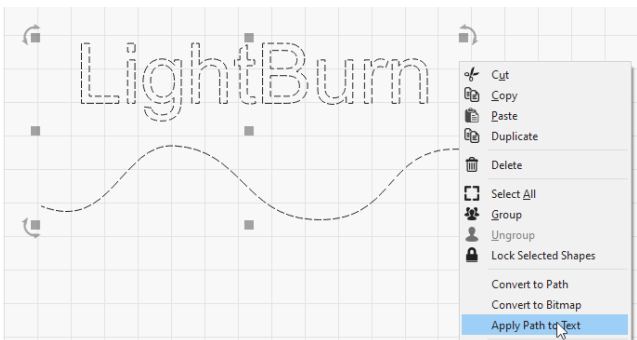 LightBurn
Cut
Copy
Paste
Duplicate
Delete
Select All
Group
Ungroup
Lock Selected Shapes
Convert to Path
Convert to Bitmap
Apply Path to Text